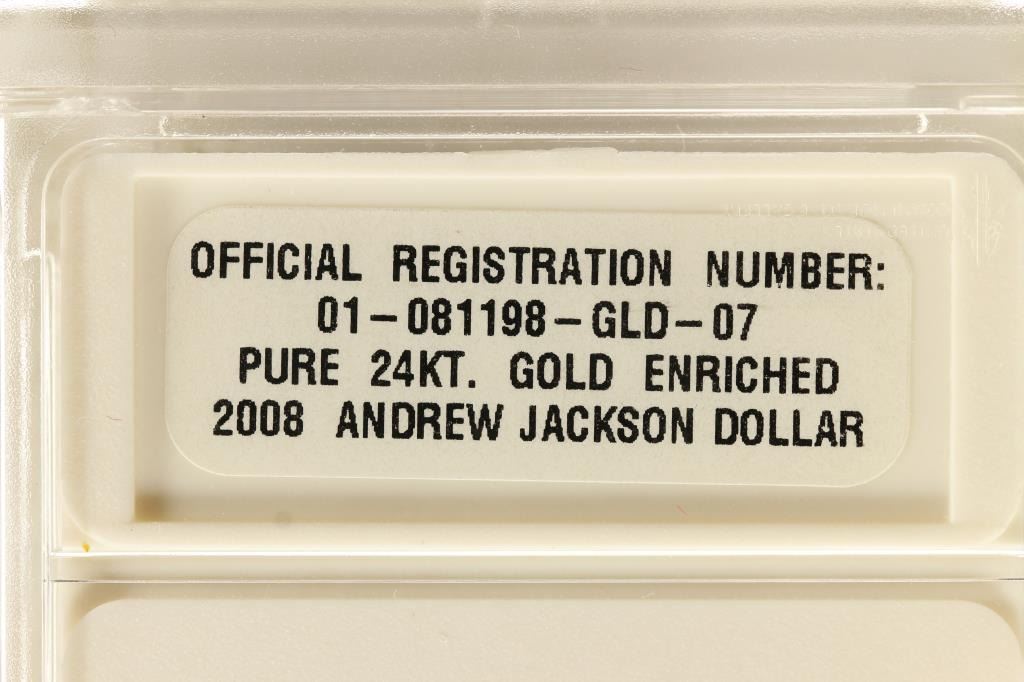 OFFICIAL REGISTRATION NUMBER:
01-081198-GLD-07
PURE 24KT. GOLD ENRICHED
2008 ANDREW JACKSON DOLLAR